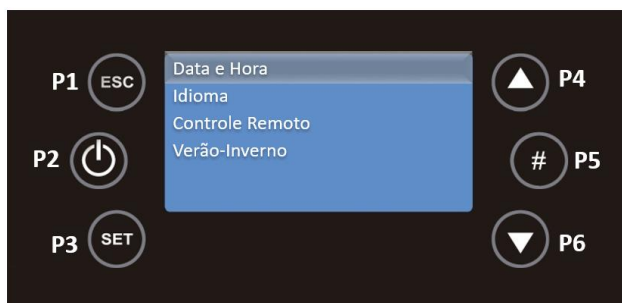 P1 ESC
P2
P3 SET
Data e Hora
Idioma
Controle Remoto
Verão-Inverno
P4
# P5
P6